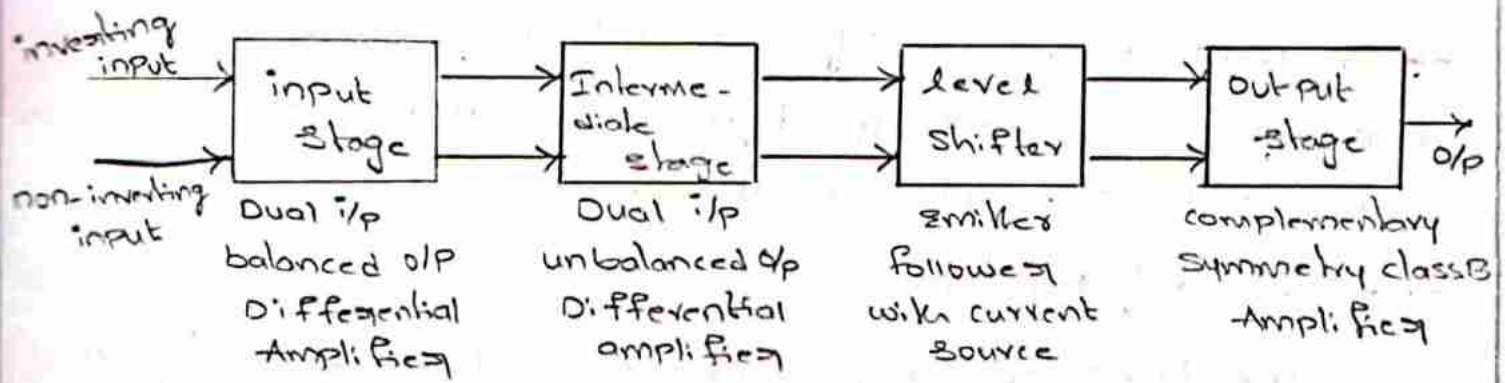 inverting
input
non-inverting
input
input
stage
Dual i/p
balanced o/p
Differential
Amplifier
Interme-
diate
stage
Dual i/p
unbalanced o/p
Differential
amplifier
level
shifter
Emitter
follower
with current
source
output
stage
complementary
symmetry classB
Amplifier
o/p